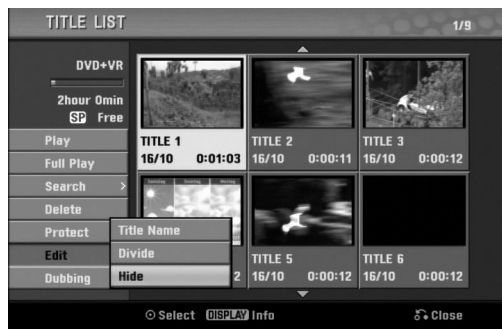 TITLE LIST
1/9
DVD+VR
2hour 0min
SP Free
Play
Full Play
Search >
Delete
Protect
Edit
Dubbing
Title Name
Divide
Hide
TITLE 1
16/10 0:01:03
TITLE 2
16/10 0:00:11
TITLE 3
16/10 0:00:12
2
TITLE 5
16/10 0:00:12
TITLE 6
16/10 0:00:12
Select DISPLAY Info
Close